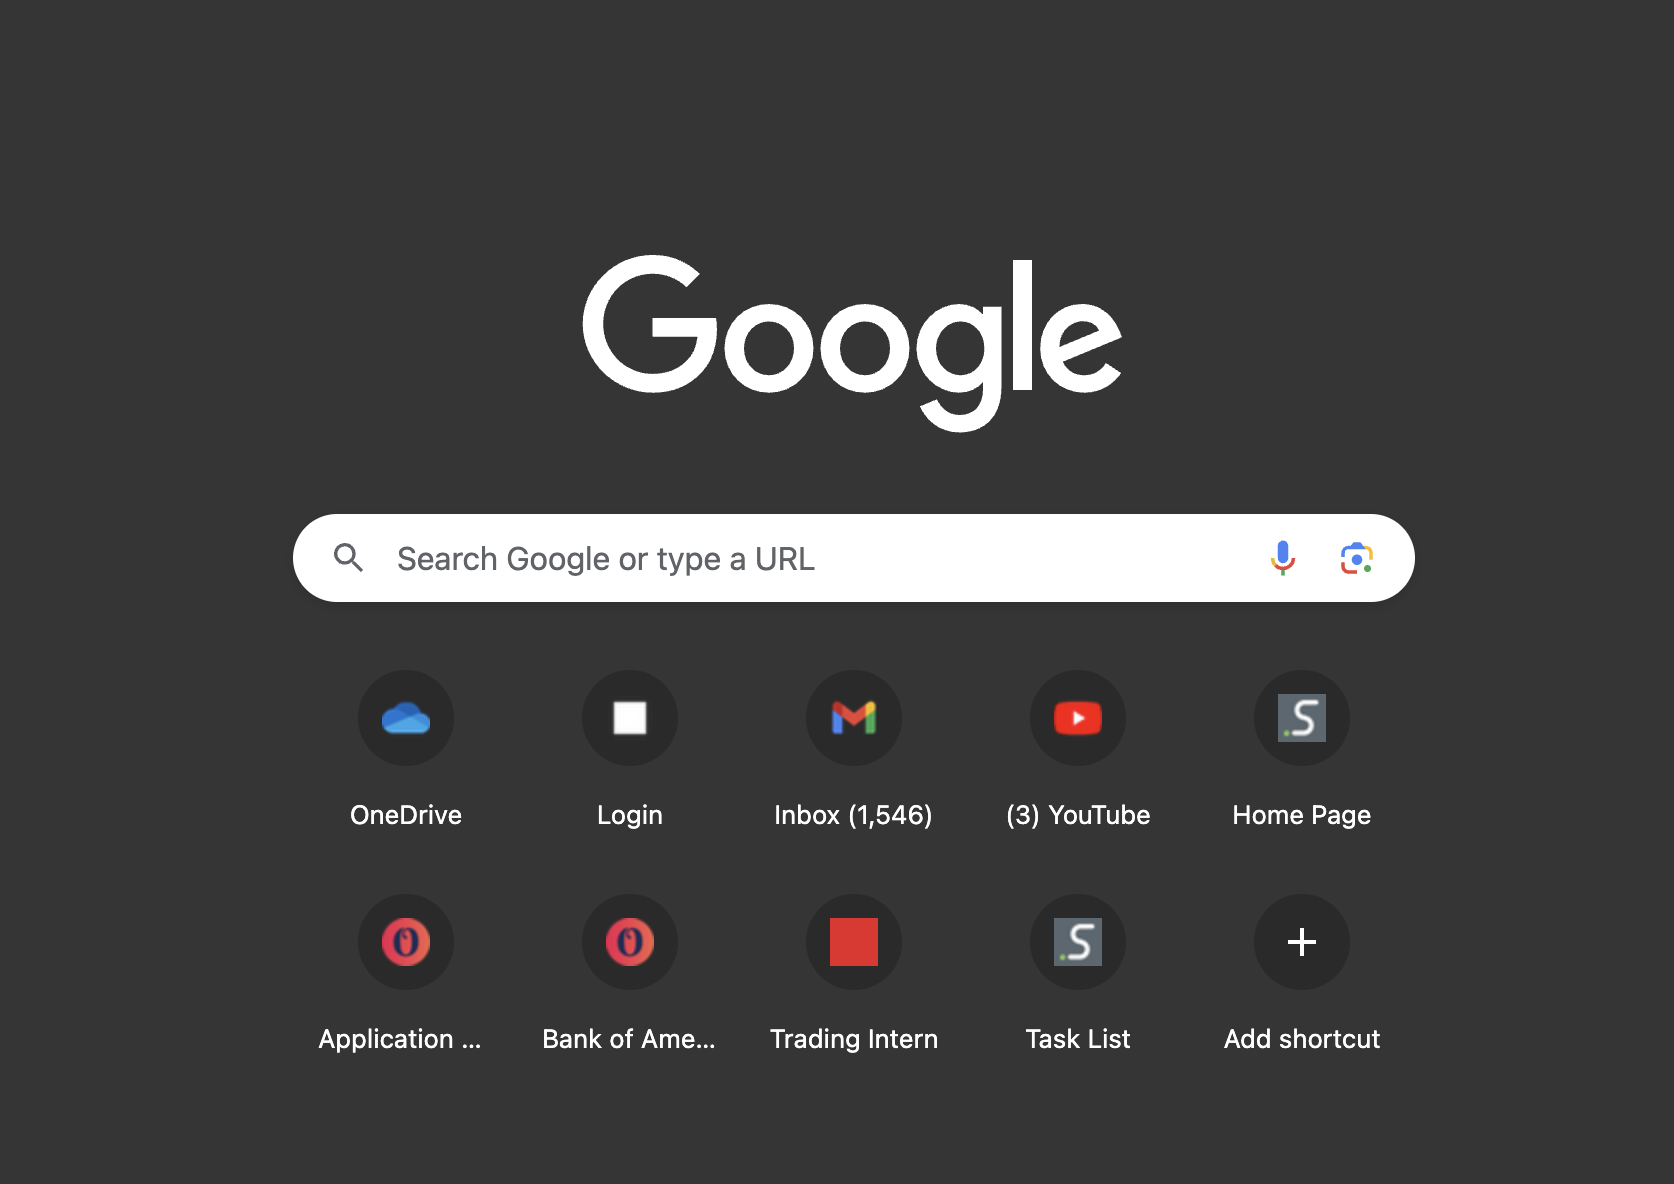 Google
Search Google or type a URL
OneDrive
Login
Inbox (1,546)
(3) YouTube
Home Page
Application ...
Bank of Ame...
Trading Intern
Task List
Add shortcut